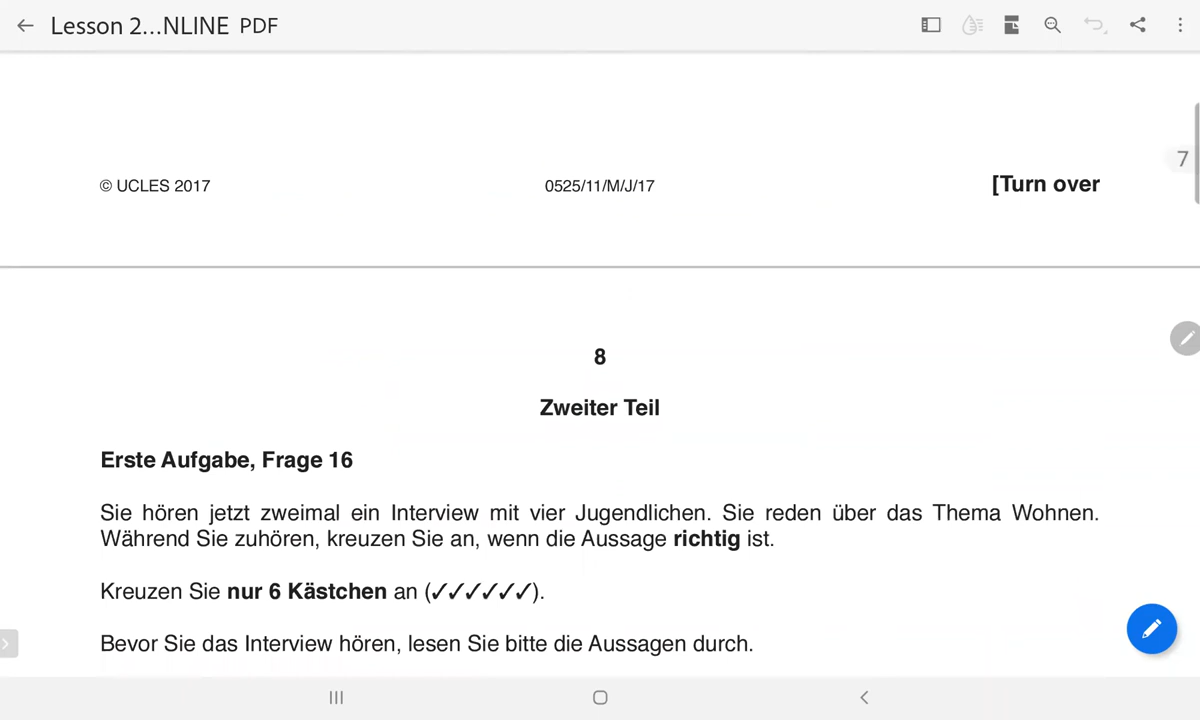 Lesson 2...NLINE PDF
7
© UCLES 2017 0525/11/M/J/17 [Turn over
8
Zweiter Teil
Erste Aufgabe, Frage 16
Sie hören jetzt zweimal ein Interview mit vier Jugendlichen. Sie reden über das Thema Wohnen.
Während Sie zuhören, kreuzen Sie an, wenn die Aussage richtig ist.
Kreuzen Sie nur 6 Kästchen an (✓✓✓✓✓✓).
Bevor Sie das Interview hören, lesen Sie bitte die Aussagen durch.